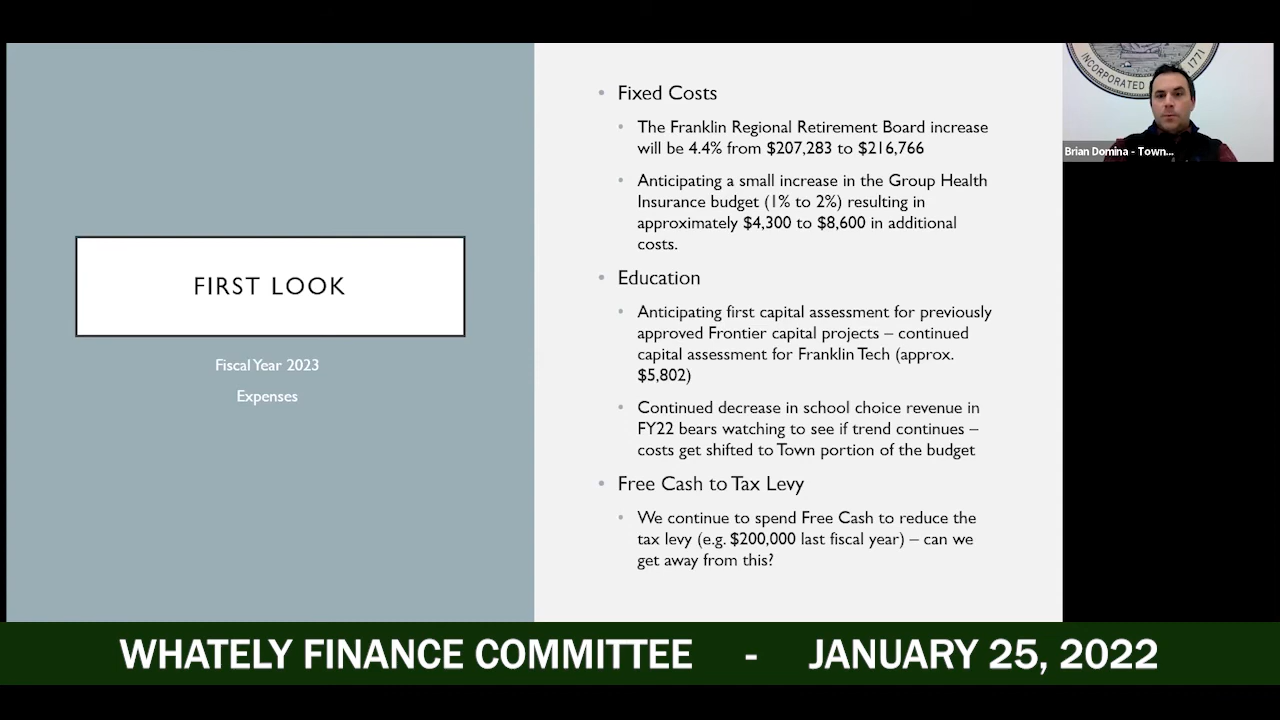 FIRST LOOK
Fiscal Year 2023
Expenses
• Fixed Costs
• The Franklin Regional Retirement Board increase
will be 4.4% from $207,283 to $216,766
• Anticipating a small increase in the Group Health
Insurance budget (1% to 2%) resulting in
approximately $4,300 to $8,600 in additional
costs.
• Education
• Anticipating first capital assessment for previously
approved Frontier capital projects – continued
capital assessment for Franklin Tech (approx.
$5,802)
• Continued decrease in school choice revenue in
FY22 bears watching to see if trend continues –
costs get shifted to Town portion of the budget
• Free Cash to Tax Levy
• We continue to spend Free Cash to reduce the
tax levy (e.g. $200,000 last fiscal year) – can we
get away from this?
INCORPORATED
1771
Brian Domina - Town...
WHATELY FINANCE COMMITTEE - JANUARY 25, 2022